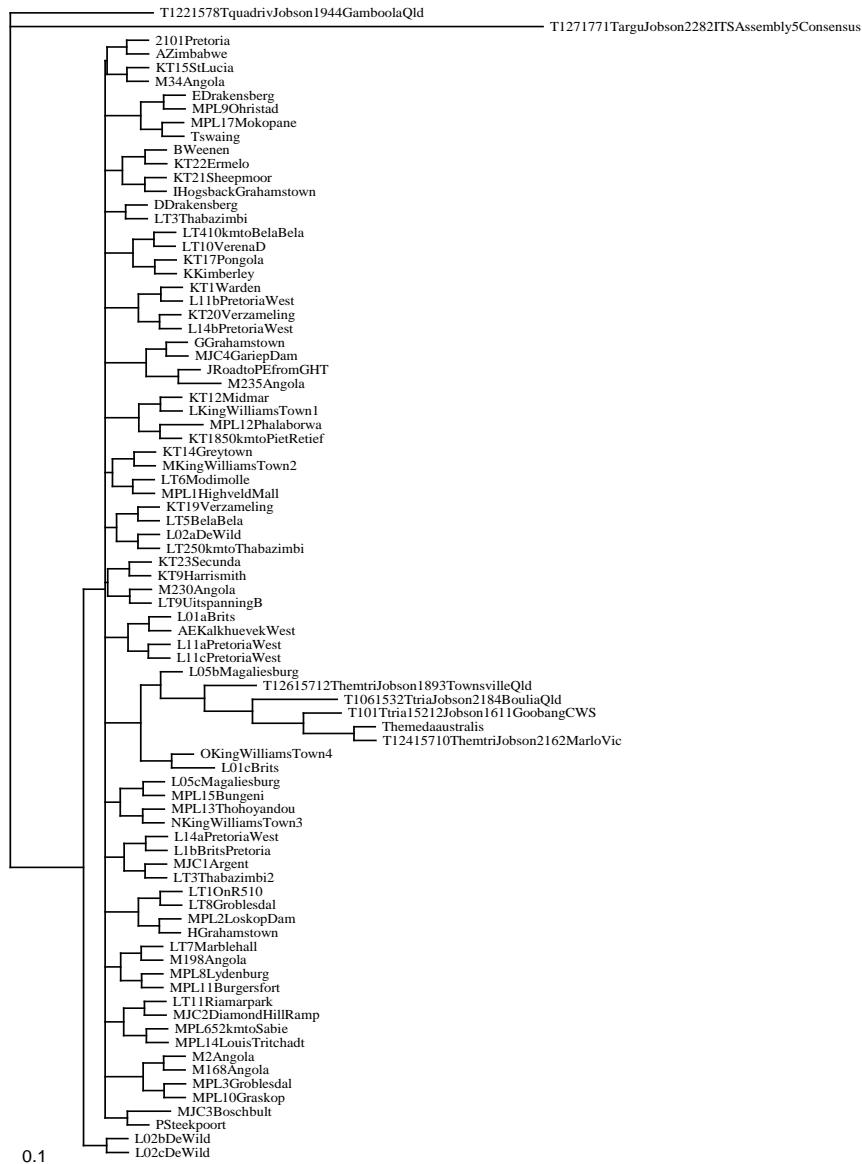 T1221578TquadrivJobson1944GamboolaQld
T1271771TarguJobson2282ITSAssembly5Consensus
2101Pretoria
AZimbabwe
KT15StLucia
M34Angola
EDrakensberg
MPL9Ohristad
MPL17Mokopane
Tswaing
BWeenen
KT22Ermelo
KT21Sheepmoor
IHogsbackGrahamstown
DDrakensberg
LT3Thabazimbi
LT410kmtoBelaBela
LT10VerenaD
KT17Pongola
KKimberley
KT1Warden
L11bPretoriaWest
KT20Verzameling
L14bPretoriaWest
GGrahamstown
MJC4GariepDam
JRoadtoPEfromGHT
M235Angola
KT12Midmar
LKingWilliamsTown1
MPL12Phalaborwa
KT1850kmtoPietRetief
KT14Greytown
MKingWilliamsTown2
LT6Modimolle
MPL1HighveldMall
KT19Verzameling
LT5BelaBela
L02aDeWild
LT250kmtoThabazimbi
KT23Secunda
KT9Harrismith
M230Angola
LT9UitspanningB
L01aBrits
AEKalkhuevekWest
L11aPretoriaWest
L11cPretoriaWest
L05bMagaliesburg
T12615712ThemtriJobson1893TownsvilleQld
T1061532TtriaJobson2184BouliaQld
T101Ttria15212Jobson1611GoobangCWS
Themedaaustralis
T12415710ThemtriJobson2162MarloVic
OKingWilliamsTown4
L01cBrits
L05cMagaliesburg
MPL15Bungeni
MPL13Thohoyandou
NKingWilliamsTown3
L14aPretoriaWest
L1bBritsPretoria
MJC1Argent
LT3Thabazimbi2
LT1OnR510
LT8Groblesdal
MPL2LoskopDam
HGrahamstown
LT7Marblehall
M198Angola
MPL8Lydenburg
MPL11Burgersfort
LT11Riamarpark
MJC2DiamondHillRamp
MPL652kmtoSabie
MPL14LouisTritchadt
M2Angola
M168Angola
MPL3Groblesdal
MPL10Graskop
MJC3Boschbult
PSteekpoort
L02bDeWild
L02cDeWild
0.1